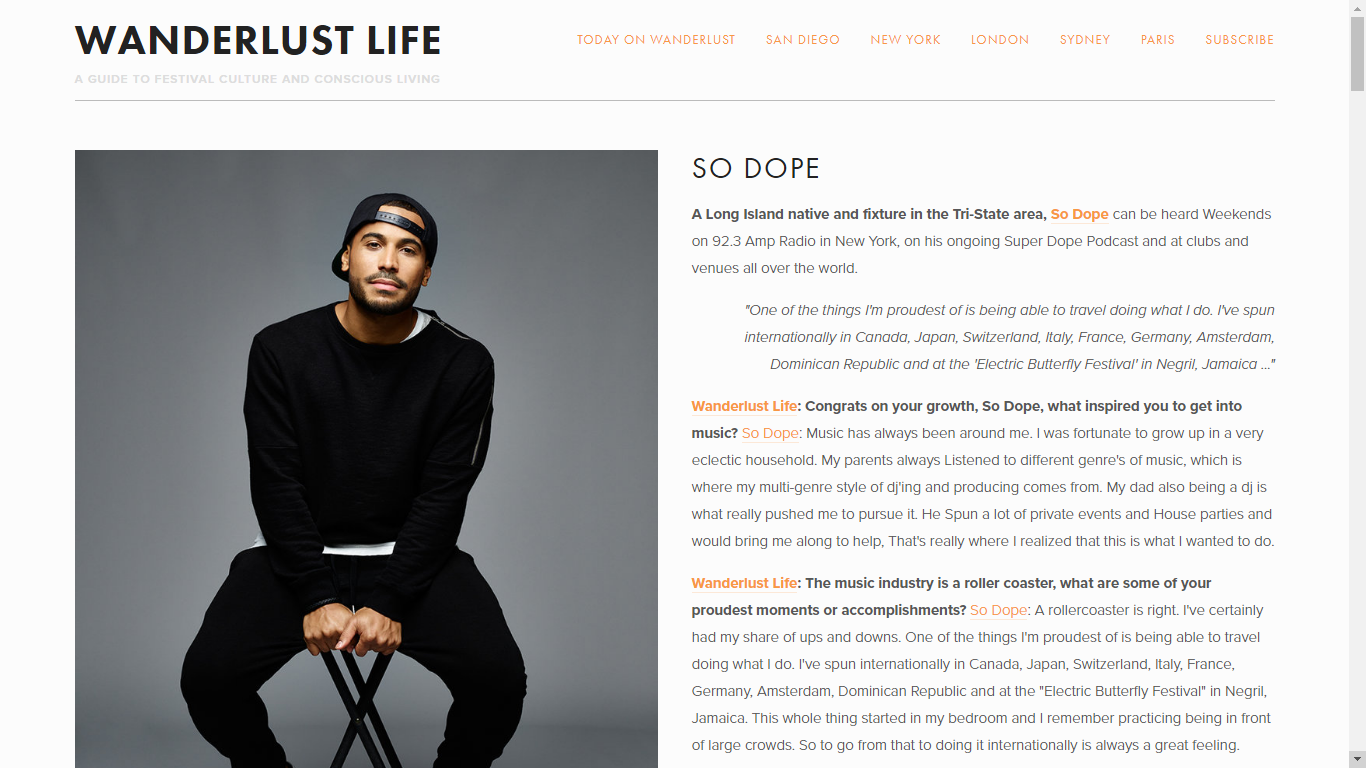 WANDERLUST LIFE
TODAY ON WANDERLUST SAN DIEGO NEW YORK LONDON SYDNEY PARIS SUBSCRIBE
A GUIDE TO FESTIVAL CULTURE AND CONSCIOUS LIVING
SO DOPE
A Long Island native and fixture in the Tri-State area, So Dope can be heard Weekends
on 92.3 Amp Radio in New York, on his ongoing Super Dope Podcast and at clubs and
venues all over the world.
"One of the things I'm proudest of is being able to travel doing what I do. I've spun
internationally in Canada, Japan, Switzerland, Italy, France, Germany, Amsterdam,
Dominican Republic and at the 'Electric Butterfly Festival' in Negril, Jamaica ..."
Wanderlust Life: Congrats on your growth, So Dope, what inspired you to get into
music? So Dope: Music has always been around me. I was fortunate to grow up in a very
eclectic household. My parents always Listened to different genre's of music, which is
where my multi-genre style of dj'ing and producing comes from. My dad also being a dj is
what really pushed me to pursue it. He Spun a lot of private events and House parties and
would bring me along to help, That's really where I realized that this is what I wanted to do.
Wanderlust Life: The music industry is a roller coaster, what are some of your
proudest moments or accomplishments? So Dope: A rollercoaster is right. I've certainly
had my share of ups and downs. One of the things I'm proudest of is being able to travel
doing what I do. I've spun internationally in Canada, Japan, Switzerland, Italy, France,
Germany, Amsterdam, Dominican Republic and at the "Electric Butterfly Festival" in Negril,
Jamaica. This whole thing started in my bedroom and I remember practicing being in front
of large crowds. So to go from that to doing it internationally is always a great feeling.